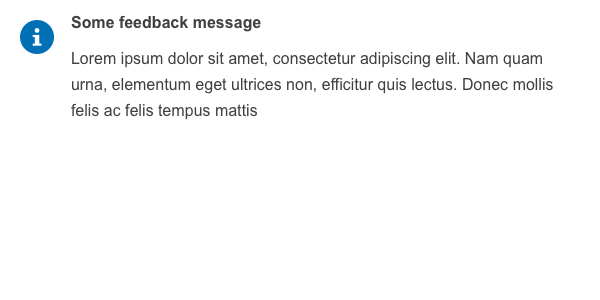 Some feedback message
Lorem ipsum dolor sit amet, consectetur adipiscing elit. Nam quam
urna, elementum eget ultrices non, efficitur quis lectus. Donec mollis
felis ac felis tempus mattis